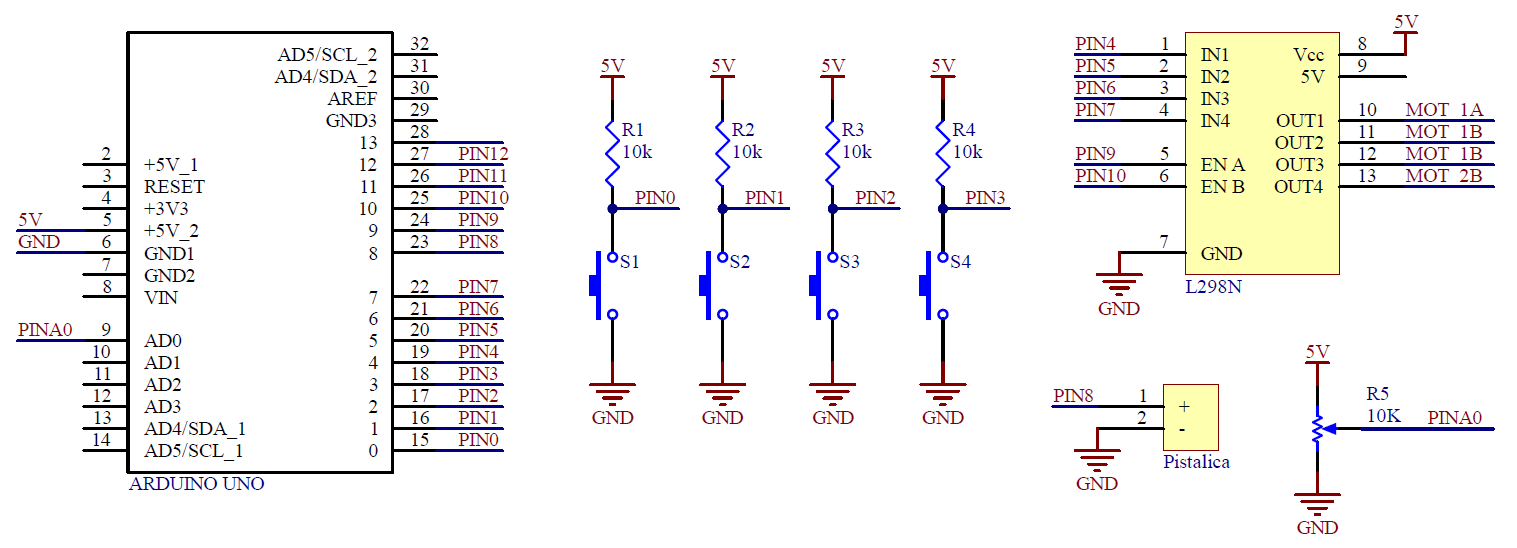 AD5/SCL_2 32
AD4/SDA_2 31
AREF 30
GND3 29
13 28
2 +5V_1 12 27 PIN12
3 RESET 11 26 PIN11
4 +3V3 10 25 PIN10
5V 5 +5V_2 9 24 PIN9
GND 6 GND1 8 23 PIN8
7 GND2
8 VIN 7 22 PIN7
6 21 PIN6
PINA0 9 AD0 5 20 PIN5
10 AD1 4 19 PIN4
11 AD2 3 18 PIN3
12 AD3 2 17 PIN2
13 AD4/SDA_1 1 16 PIN1
14 AD5/SCL_1 0 15 PIN0
ARDUINO UNO
5V
R1
10k
PIN0
S1
GND
5V
R2
10k
PIN1
S2
GND
5V
R3
10k
PIN2
S3
GND
5V
R4
10k
PIN3
S4
GND
5V
PIN4 1 IN1 Vcc 8
PIN5 2 IN2 5V 9
PIN6 3 IN3
PIN7 4 IN4 OUT1 10 MOT_1A
OUT2 11 MOT_1B
PIN9 5 EN A OUT3 12 MOT_1B
PIN10 6 EN B OUT4 13 MOT_2B
7 GND
GND
L298N
PIN8 1 +
2 -
GND
Pistalica
5V
R5
10K
PINA0
GND